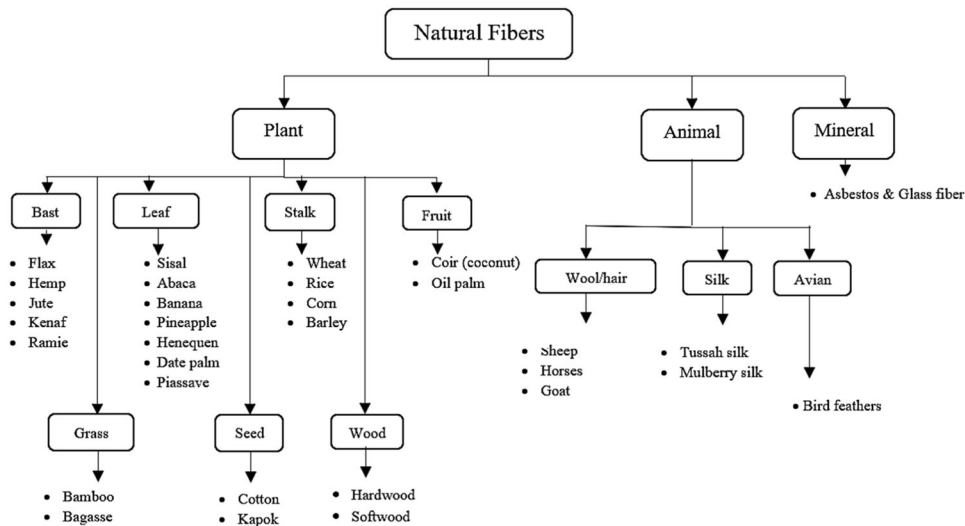 Natural Fibers
Plant
Animal
Mineral
• Asbestos & Glass fiber
Bast
Leaf
Stalk
Fruit
• Flax
• Hemp
• Jute
• Kenaf
• Ramie
• Sisal
• Abaca
• Banana
• Pineapple
• Henequen
• Date palm
• Piassave
• Wheat
• Rice
• Corn
• Barley
• Coir (coconut)
• Oil palm
Wool/hair
Silk
Avian
• Sheep
• Horses
• Goat
• Tussah silk
• Mulberry silk
• Bird feathers
Grass
Seed
Wood
• Bamboo
• Bagasse
• Cotton
• Kapok
• Hardwood
• Softwood